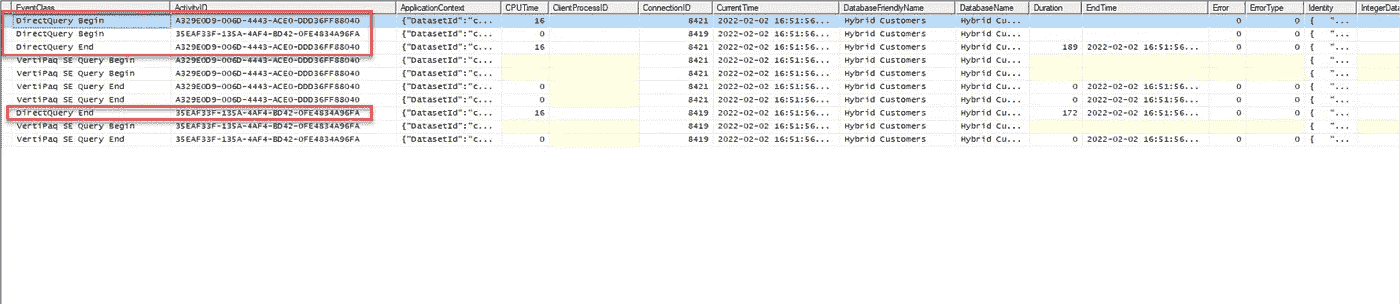 EventClass ActivityID ApplicationContext CPUTime ClientProcessID ConnectionID CurrentTime DatabaseFriendlyName DatabaseName Duration EndTime Error ErrorType Identity IntegerData
DirectQuery Begin A329E0D9-006D-4443-ACE0-DDD36FF88040 {"DatasetId":"c... 16 8421 2022-02-02 16:51:56... Hybrid Customers Hybrid Cu... 0 0 { "...
DirectQuery Begin 35EAF33F-135A-4AF4-BD42-0FE4834A96FA {"DatasetId":"c... 0 8419 2022-02-02 16:51:56... Hybrid Customers Hybrid Cu... 0 0 { "...
DirectQuery End A329E0D9-006D-4443-ACE0-DDD36FF88040 {"DatasetId":"c... 16 8421 2022-02-02 16:51:56... Hybrid Customers Hybrid Cu... 189 2022-02-02 16:51:56... 0 0 { "...
VertiPaq SE Query Begin A329E0D9-006D-4443-ACE0-DDD36FF88040 {"DatasetId":"c... 8421 2022-02-02 16:51:56... Hybrid Customers Hybrid Cu... { "...
VertiPaq SE Query Begin A329E0D9-006D-4443-ACE0-DDD36FF88040 {"DatasetId":"c... 8421 2022-02-02 16:51:56... Hybrid Customers Hybrid Cu... { "...
VertiPaq SE Query End A329E0D9-006D-4443-ACE0-DDD36FF88040 {"DatasetId":"c... 0 8421 2022-02-02 16:51:56... Hybrid Customers Hybrid Cu... 0 2022-02-02 16:51:56... 0 0 { "...
VertiPaq SE Query End A329E0D9-006D-4443-ACE0-DDD36FF88040 {"DatasetId":"c... 0 8421 2022-02-02 16:51:56... Hybrid Customers Hybrid Cu... 0 2022-02-02 16:51:56... 0 0 { "...
DirectQuery End 35EAF33F-135A-4AF4-BD42-0FE4834A96FA {"DatasetId":"c... 16 8419 2022-02-02 16:51:56... Hybrid Customers Hybrid Cu... 172 2022-02-02 16:51:56... 0 0 { "...
VertiPaq SE Query Begin 35EAF33F-135A-4AF4-BD42-0FE4834A96FA {"DatasetId":"c... 8419 2022-02-02 16:51:56... Hybrid Customers Hybrid Cu... { "...
VertiPaq SE Query End 35EAF33F-135A-4AF4-BD42-0FE4834A96FA {"DatasetId":"c... 0 8419 2022-02-02 16:51:56... Hybrid Customers Hybrid Cu... 0 2022-02-02 16:51:56... 0 0 { "...